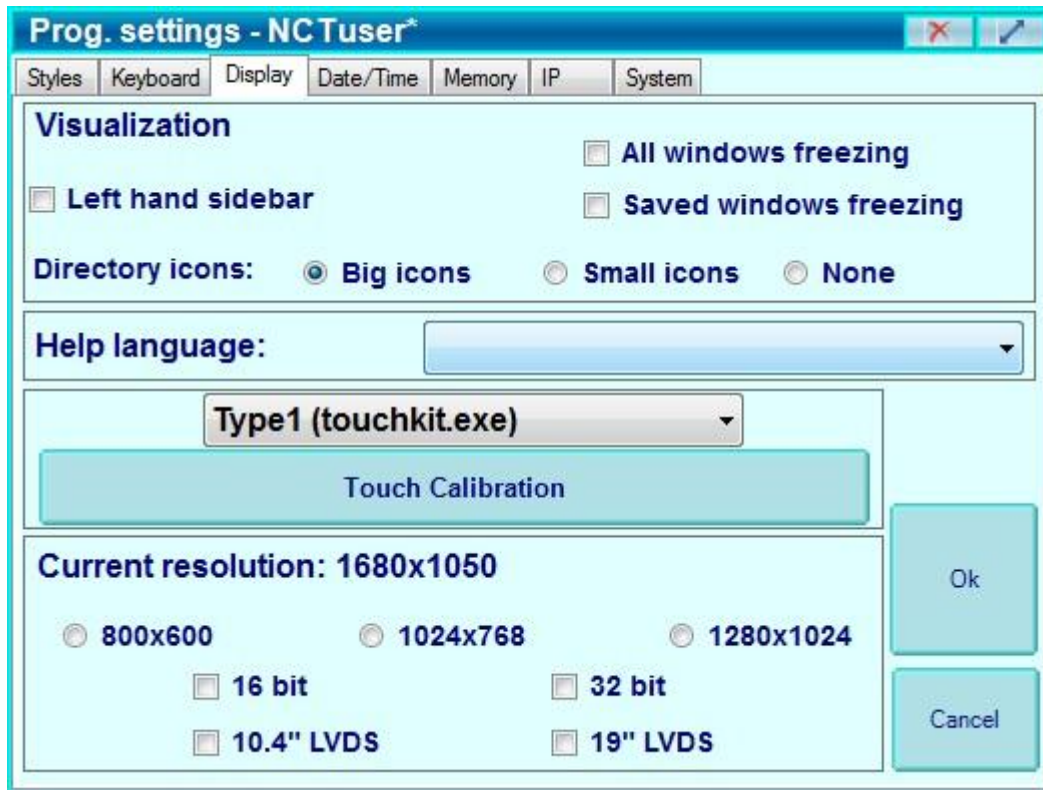 Prog. settings - NCTuser*
Styles Keyboard Display Date/Time Memory IP System
Visualization
All windows freezing
Left hand sidebar
Saved windows freezing
Directory icons: Big icons Small icons None
Help language:
Type1 (touchkit.exe)
Touch Calibration
Current resolution: 1680x1050
Ok
800x600 1024x768 1280x1024
16 bit 32 bit
Cancel
10.4" LVDS 19" LVDS